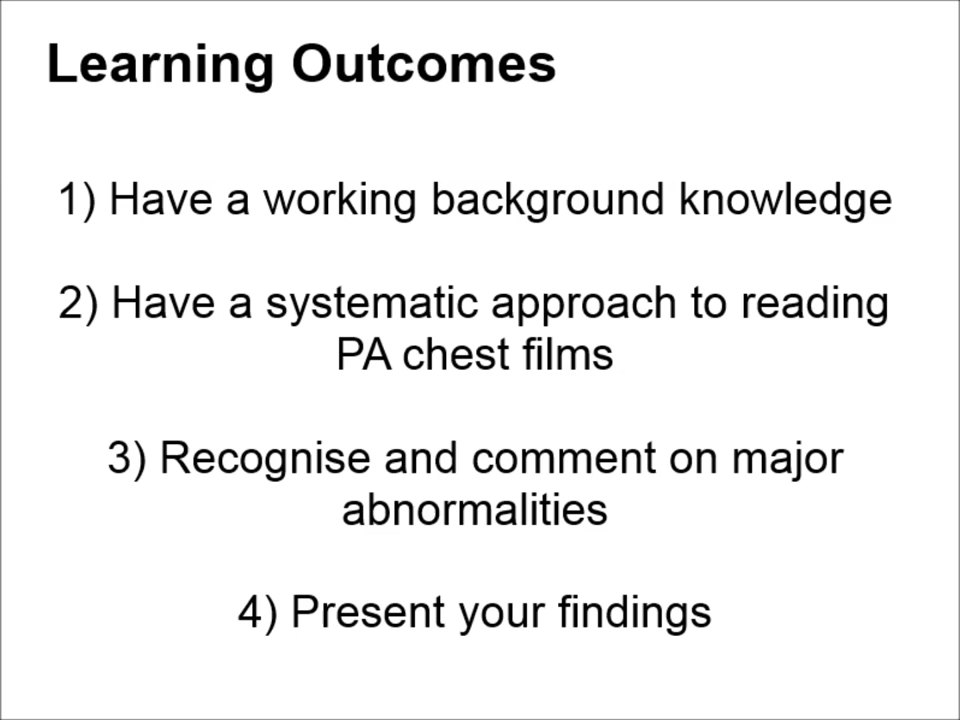 Learning Outcomes
1) Have a working background knowledge
2) Have a systematic approach to reading
PA chest films
3) Recognise and comment on major
abnormalities
4) Present your findings